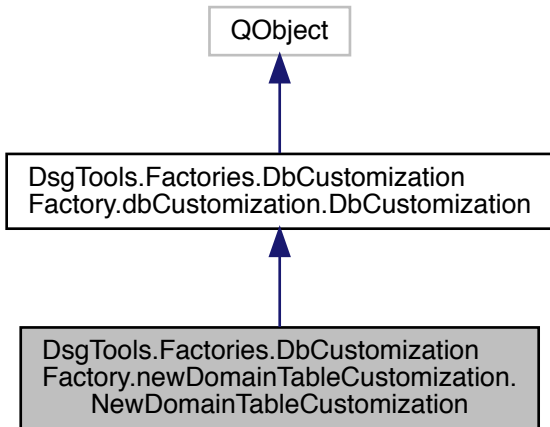 QObject
DsgTools.Factories.DbCustomization
Factory.dbCustomization.DbCustomization
DsgTools.Factories.DbCustomization
Factory.newDomainTableCustomization.
NewDomainTableCustomization